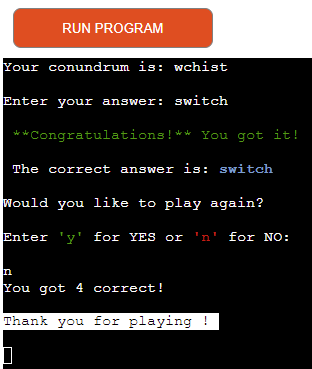 RUN PROGRAM
Your conundrum is: wchist
Enter your answer: switch
**Congratulations!** You got it!
The correct answer is: switch
Would you like to play again?
Enter 'y' for YES or 'n' for NO:
n
You got 4 correct!
Thank you for playing !